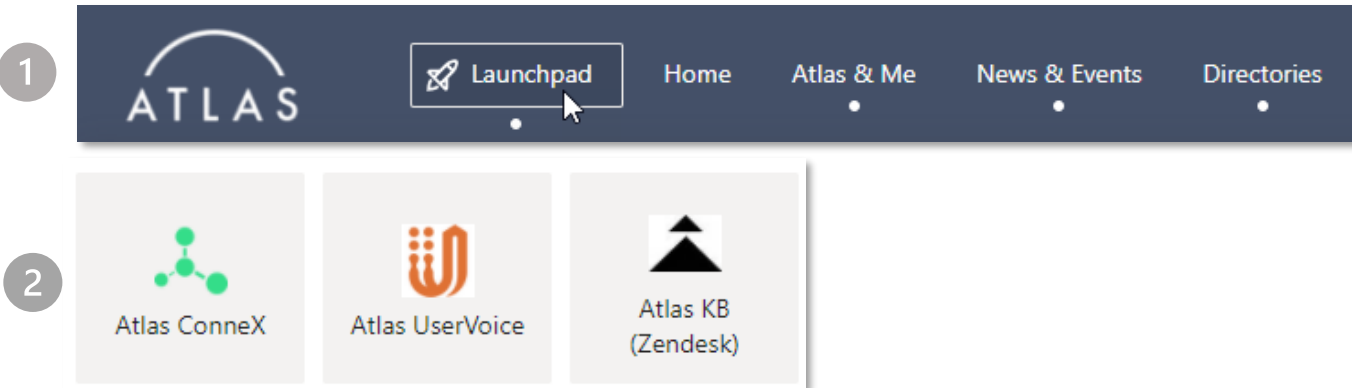 1
ATLAS
Launchpad
Home
Atlas & Me
News & Events
Directories
2
Atlas ConneX
Atlas UserVoice
Atlas KB
(Zendesk)